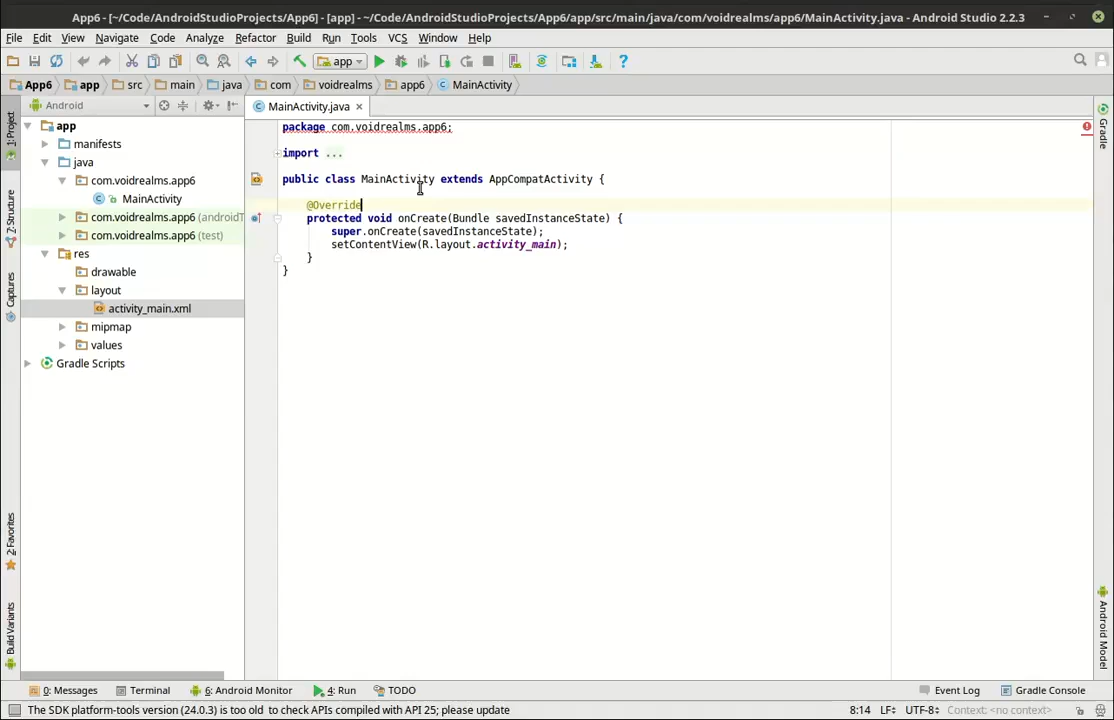 App6 - [~/Code/AndroidStudioProjects/App6] - [app] - ~/Code/AndroidStudioProjects/App6/app/src/main/java/com/voidrealms/app6/MainActivity.java - Android Studio 2.2.3
File Edit View Navigate Code Analyze Refactor Build Run Tools VCS Window Help
app
App6 app src main java com voidrealms app6 MainActivity
Android
MainActivity.java
1: Project
7: Structure
Captures
2: Favorites
Build Variants
app
manifests
java
com.voidrealms.app6
MainActivity
com.voidrealms.app6 (androidT
com.voidrealms.app6 (test)
res
drawable
layout
activity_main.xml
mipmap
values
Gradle Scripts
package com.voidrealms.app6;
import ...
public class MainActivity extends AppCompatActivity {
@Override
protected void onCreate(Bundle savedInstanceState) {
super.onCreate(savedInstanceState);
setContentView(R.layout.activity_main);
}
}
Gradle
Android Model
0: Messages Terminal 6: Android Monitor 4: Run TODO Event Log Gradle Console
The SDK platform-tools version (24.0.3) is too old to check APIs compiled with API 25; please update 8:14 LF÷ UTF-8÷ Context: <no context>